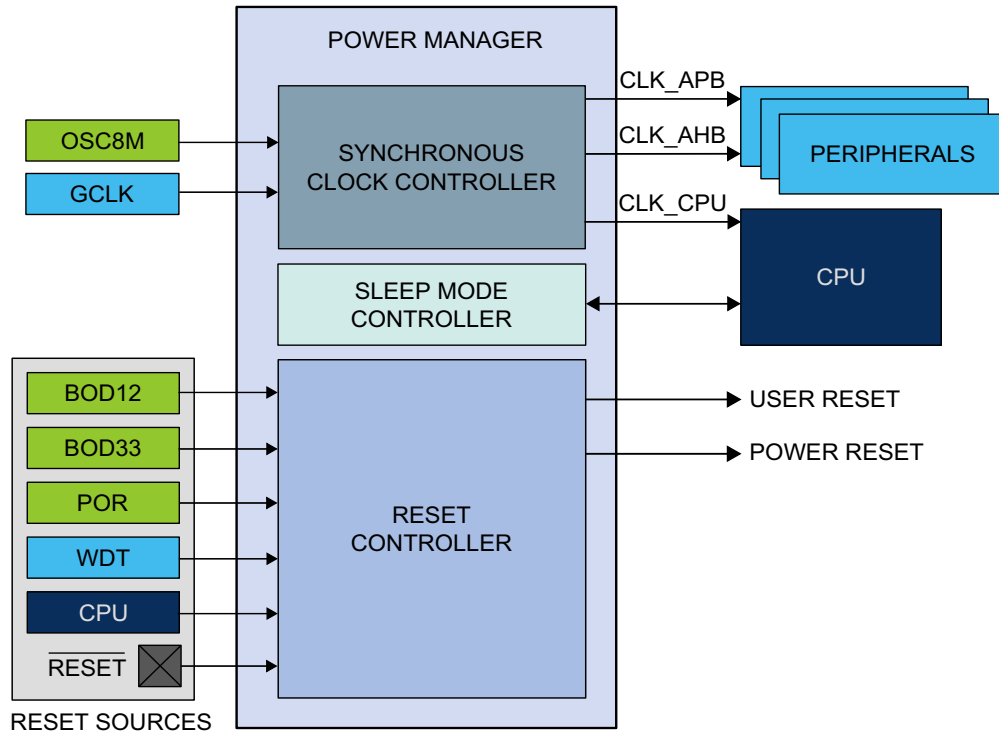 POWER MANAGER
OSC8M
GCLK
SYNCHRONOUS
CLOCK CONTROLLER
CLK_APB
CLK_AHB
CLK_CPU
PERIPHERALS
CPU
SLEEP MODE
CONTROLLER
BOD12
BOD33
POR
WDT
CPU
RESET
RESET SOURCES
RESET
CONTROLLER
USER RESET
POWER RESET